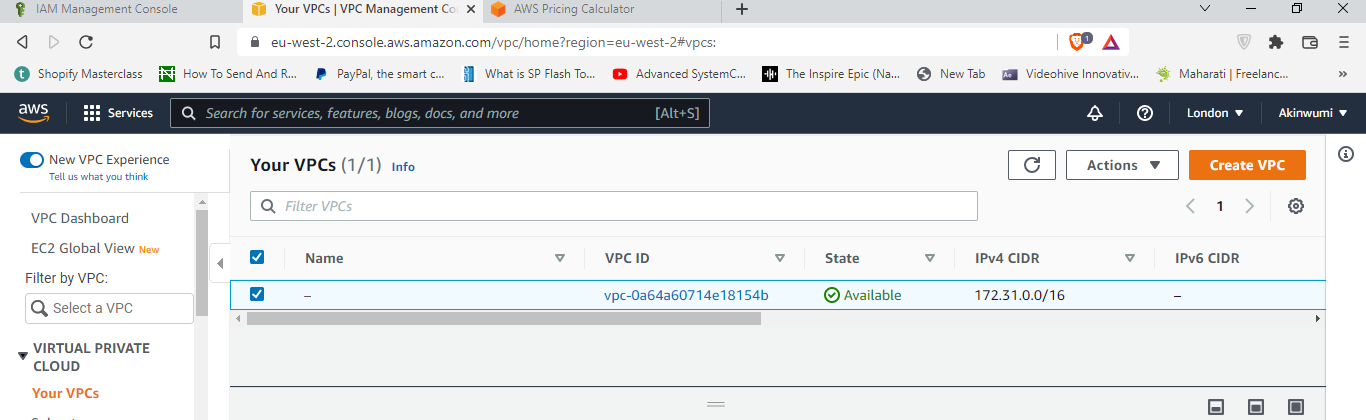 IAM Management Console
Your VPCs | VPC Management Co
AWS Pricing Calculator
eu-west-2.console.aws.amazon.com/vpc/home?region=eu-west-2#vpcs:
1
Shopify Masterclass
How To Send And R...
PayPal, the smart c...
What is SP Flash To...
Advanced SystemC...
The Inspire Epic (Na...
New Tab
Ae
Videohive Innovativ...
Maharati | Freelanc...
aws
Services
Search for services, features, blogs, docs, and more
[Alt+S]
London
Akinwumi
New VPC Experience
Tell us what you think
VPC Dashboard
EC2 Global View New
Filter by VPC:
Select a VPC
VIRTUAL PRIVATE
CLOUD
Your VPCs
Your VPCs (1/1) Info
Actions
Create VPC
Filter VPCs
1
Name
VPC ID
State
IPv4 CIDR
IPv6 CIDR
–
vpc-0a64a60714e18154b
Available
172.31.0.0/16
–